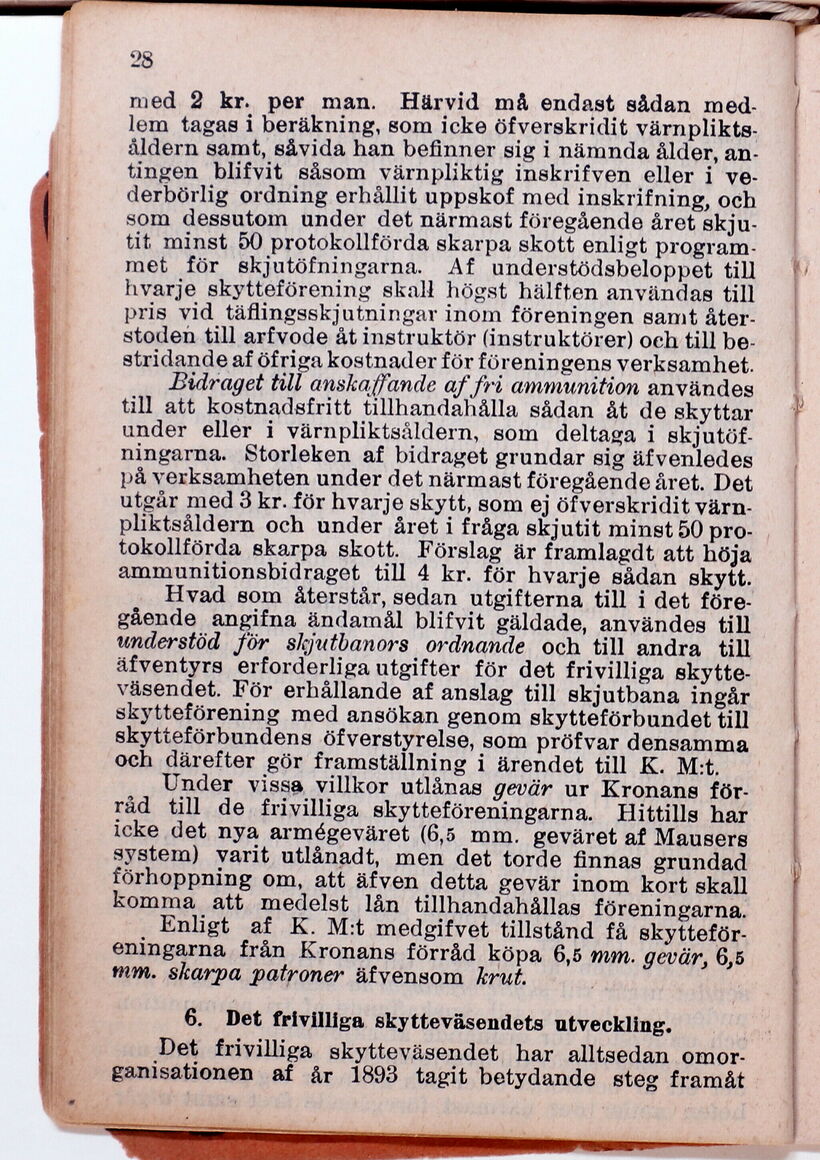 28
med 2 kr. per man. Härvid må endast sådan med-
lem tagas i beräkning, som icke öfverskridit värnplikts-
åldern samt, såvida han befinner sig i nämnda ålder, an-
tingen blifvit såsom värnpliktig inskrifven eller i ve-
derbörlig ordning erhållit uppskof med inskrifning, och
som dessutom under det närmast föregående året skju-
tit minst 50 protokollförda skarpa skott enligt program-
met för skjutöfningarna. Af understödsbeloppet till
hvarje skytteförening skall högst hälften användas till
pris vid täflingsskjutningar inom föreningen samt åter-
stoden till arfvode åt instruktör (instruktörer) och till be-
stridande af öfriga kostnader för föreningens verksamhet.
Bidraget till anskaffande af fri ammunition användes
till att kostnadsfritt tillhandahålla sådan åt de skyttar
under eller i värnpliktsåldern, som deltaga i skjutöf-
ningarna. Storleken af bidraget grundar sig äfvenledes
på verksamheten under det närmast föregående året. Det
utgår med 3 kr. för hvarje skytt, som ej öfverskridit värn-
pliktsåldern och under året i fråga skjutit minst 50 pro-
tokollförda skarpa skott. Förslag är framlagdt att höja
ammunitionsbidraget till 4 kr. för hvarje sådan skytt.
Hvad som återstår, sedan utgifterna till i det före-
gående angifna ändamål blifvit gäldade, användes till
understöd för skjutbanors ordnande och till andra till
äfventyrs erforderliga utgifter för det frivilliga skytte-
väsendet. För erhållande af anslag till skjutbana ingår
skytteförening med ansökan genom skytteförbundet till
skytteförbundens öfverstyrelse, som pröfvar densamma
och därefter gör framställning i ärendet till K. M:t.
Under vissa villkor utlånas gevär ur Kronans för-
råd till de frivilliga skytteföreningarna. Hittills har
icke det nya armégeväret (6,5 mm. geväret af Mausers
system) varit utlånadt, men det torde finnas grundad
förhoppning om, att äfven detta gevär inom kort skall
komma att medelst lån tillhandahållas föreningarna.
Enligt af K. M:t medgifvet tillstånd få skytteför-
eningarna från Kronans förråd köpa 6,5 mm. gevär, 6,5
mm. skarpa patroner äfvensom krut.
6. Det frivilliga skytteväsendets utveckling.
Det frivilliga skytteväsendet har alltsedan omor-
ganisationen af år 1893 tagit betydande steg framåt